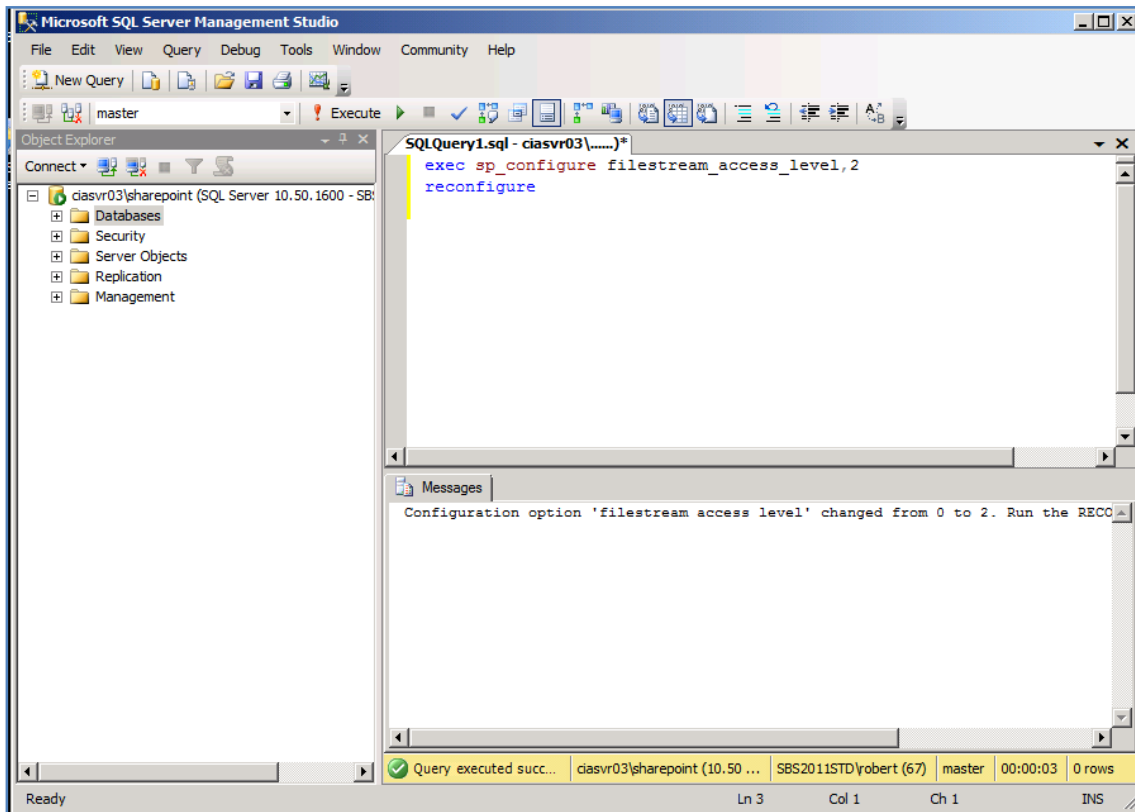 Microsoft SQL Server Management Studio
File Edit View Query Debug Tools Window Community Help
New Query
master Execute
Object Explorer
Connect
ciasvr03\sharepoint (SQL Server 10.50.1600 - SBS
Databases
Security
Server Objects
Replication
Management
SQLQuery1.sql - ciasvr03\......)*
exec sp_configure filestream_access_level,2
reconfigure
Messages
Configuration option 'filestream access level' changed from 0 to 2. Run the RECO
Query executed succ... ciasvr03\sharepoint (10.50 ... SBS2011STD\robert (67) master 00:00:03 0 rows
Ready Ln 3 Col 1 Ch 1 INS